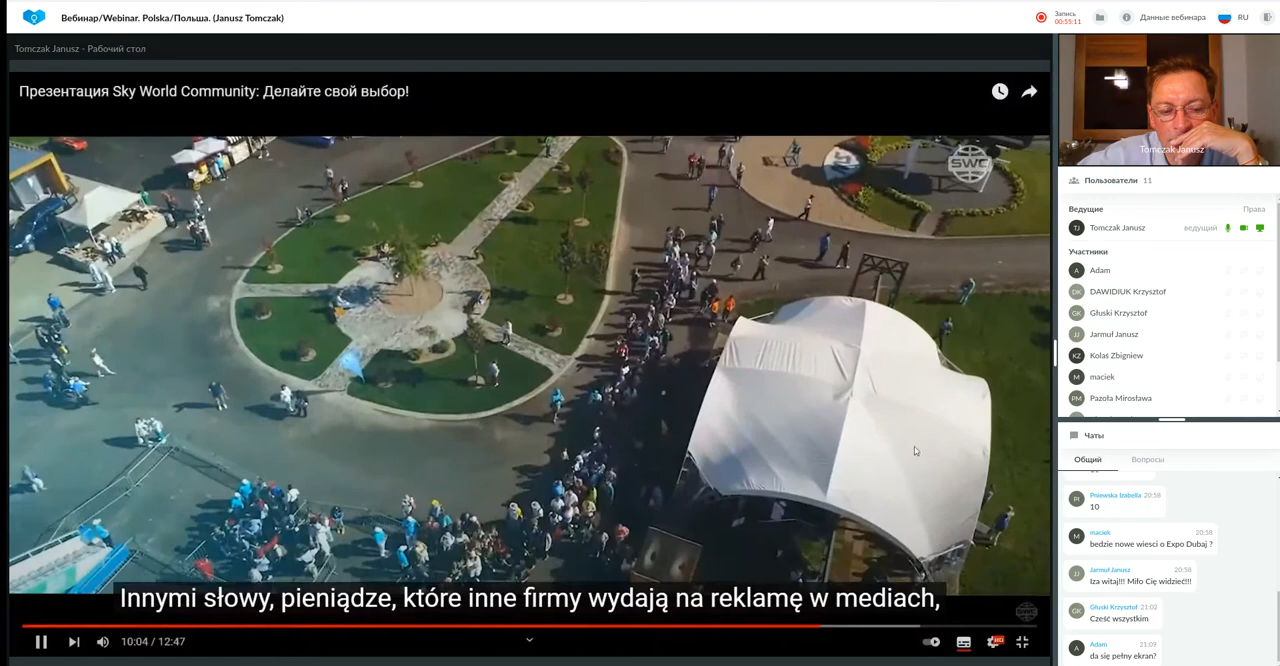 Вебинар/Webinar. Polska/Польша. (Janusz Tomczak)
Запись
00:55:11
Данные вебинара
RU
Tomczak Janusz - Рабочий стол
Презентация Sky World Community: Делайте свой выбор!
SWC
Innymi słowy, pieniądze, które inne firmy wydają na reklamę w mediach,
10:04 / 12:47
Tomczak Janusz
Пользователи 11
Ведущие Права
TJ Tomczak Janusz ведущий
Участники
A Adam
DK DAWIDIUK Krzysztof
GK Głuski Krzysztof
JJ Jarmuł Janusz
KZ Kolaś Zbigniew
M maciek
PM Pazoła Mirosława
Чаты
Общий Вопросы
PI Pniewska Izabella 20:58
10
M maciek 20:58
bedzie nowe wiesci o Expo Dubaj ?
JJ Jarmuł Janusz 20:58
Iza witaj!!! Miło Cię widzieć!!!
GK Głuski Krzysztof 21:02
Cześć wszystkim
A Adam 21:09
da się pełny ekran?